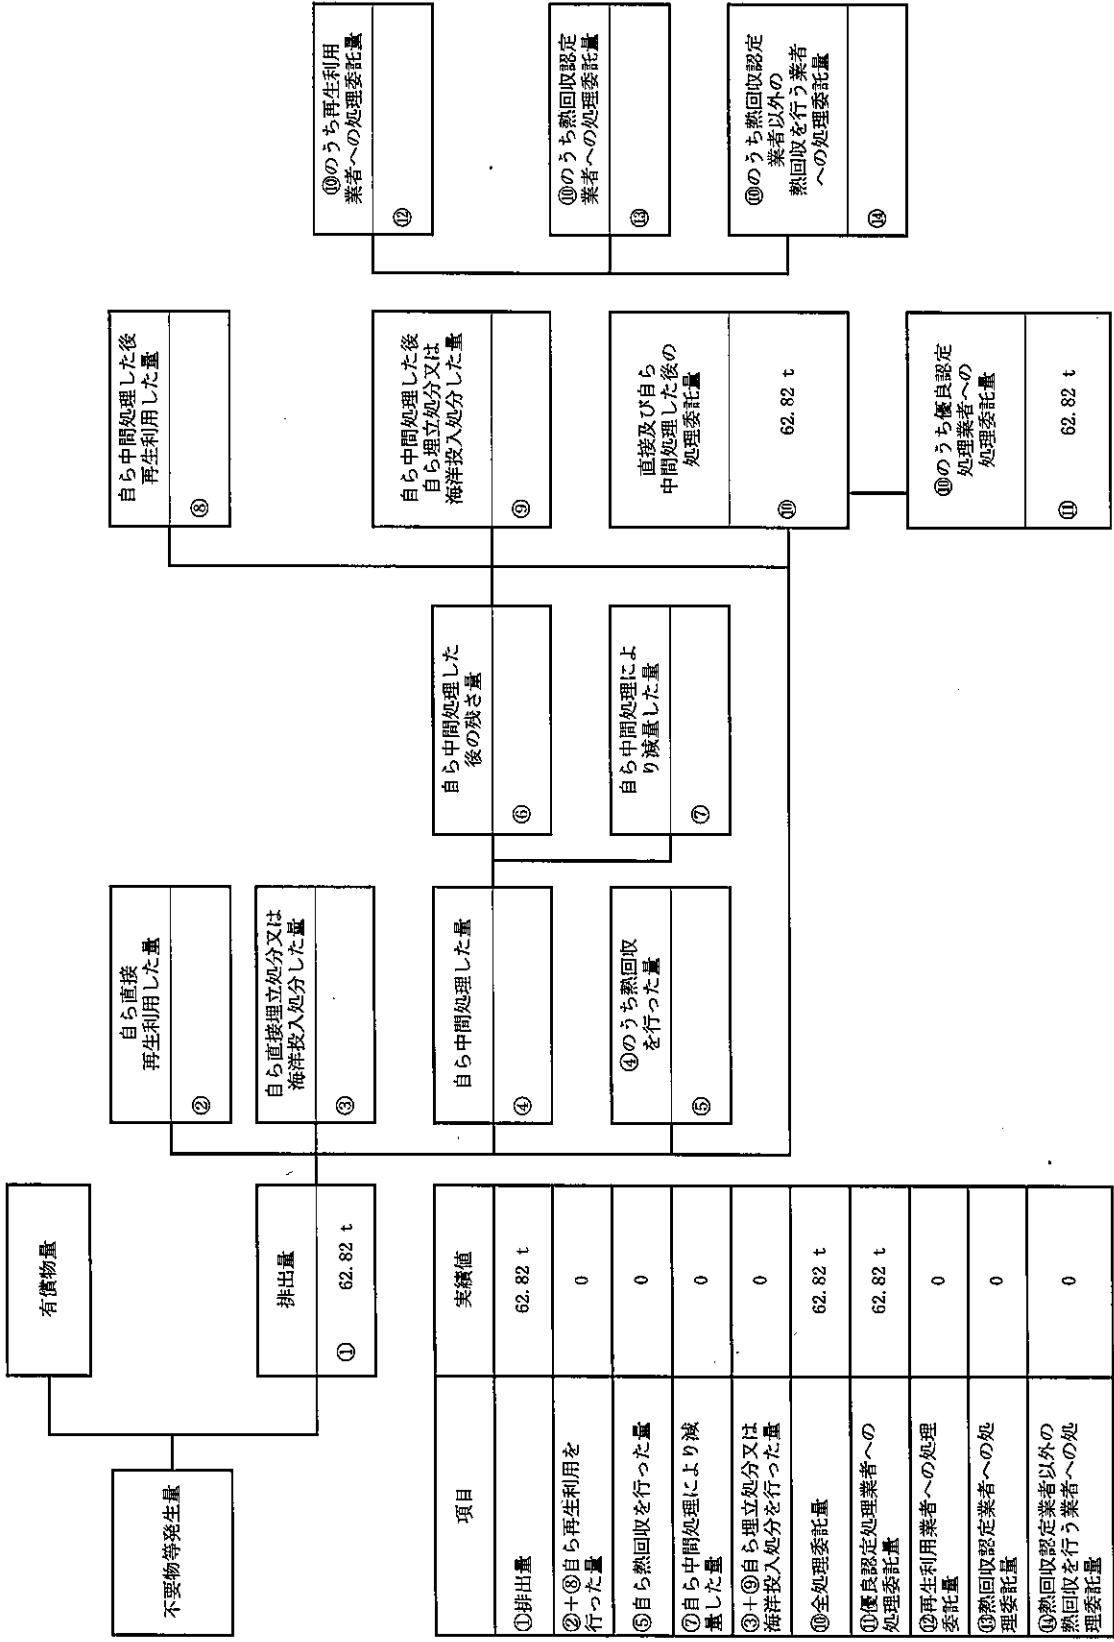 不要物等発生量
有償物量
排出量
① 62.82 t
自ら直接
再生利用した量
②
自ら直接埋立処分又は
海洋投入処分した量
③
自ら中間処理した量
④
④のうち熱回収
を行った量
⑤
自ら中間処理した
後の残さ量
⑥
自ら中間処理によ
り減量した量
⑦
自ら中間処理した後
再生利用した量
⑧
自ら中間処理した後
自ら埋立処分又は
海洋投入処分した量
⑨
直接及び自ら
中間処理した後の
処理委託量
⑩ 62.82 t
⑩のうち優良認定
処理業者への
処理委託量
⑪ 62.82 t
⑩のうち再生利用
業者への処理委託量
⑫
⑩のうち熱回収認定
業者への処理委託量
⑬
⑩のうち熱回収認定
業者以外の
熱回収を行う業者
への処理委託量
⑭
項目 実績値
①排出量 62.82 t
②+⑧自ら再生利用を
行った量 0
⑤自ら熱回収を行った量 0
⑦自ら中間処理により減
量した量 0
③+⑨自ら埋立処分又は
海洋投入処分を行った量 0
⑩全処理委託量 62.82 t
⑪優良認定処理業者への
処理委託量 62.82 t
⑫再生利用業者への処理
委託量 0
⑬熱回収認定業者への処
理委託量 0
⑭熱回収認定業者以外の
熱回収を行う業者への処
理委託量 0